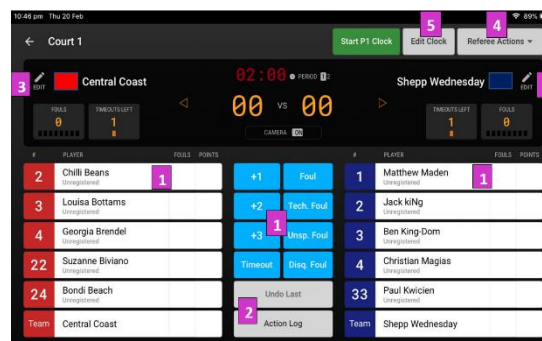 10:46 pm Thu 20 Feb 89%
5
4
← Court 1 Start P1 Clock Edit Clock Referee Actions
3
EDIT Central Coast 02:00 PERIOD 1 2 Shepp Wednesday EDIT
FOULS TIMEOUTS LEFT 00 VS 00 TIMEOUTS LEFT FOULS
0 1 1 0
CAMERA ON
# PLAYER FOULS POINTS # PLAYER FOULS POINTS
2 Chilli Beans 1 +1 Foul 1 Matthew Maden 1
Unregistered Unregistered
3 Louisa Bottams +2 Tech. Foul 2 Jack kiNg
Unregistered Unregistered
1
4 Georgia Brendel +3 Unsp. Foul 3 Ben King-Dom
Unregistered Unregistered
22 Suzanne Biviano Timeout Disq. Foul 4 Christian Magias
Unregistered Unregistered
24 Bondi Beach Undo Last 33 Paul Kwicien
Unregistered Unregistered
2
Team Central Coast Action Log Team Shepp Wednesday